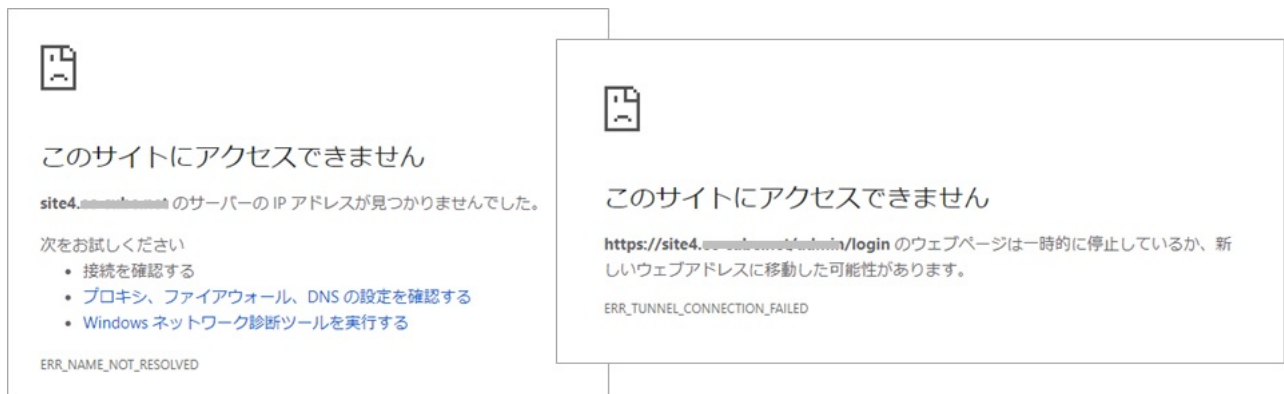 このサイトにアクセスできません
site4. のサーバーの IP アドレスが見つかりませんでした。
次をお試しください
• 接続を確認する
• プロキシ、ファイアウォール、DNS の設定を確認する
• Windows ネットワーク診断ツールを実行する
ERR_NAME_NOT_RESOLVED
このサイトにアクセスできません
https://site4. /login のウェブページは一時的に停止しているか、新
しいウェブアドレスに移動した可能性があります。
ERR_TUNNEL_CONNECTION_FAILED